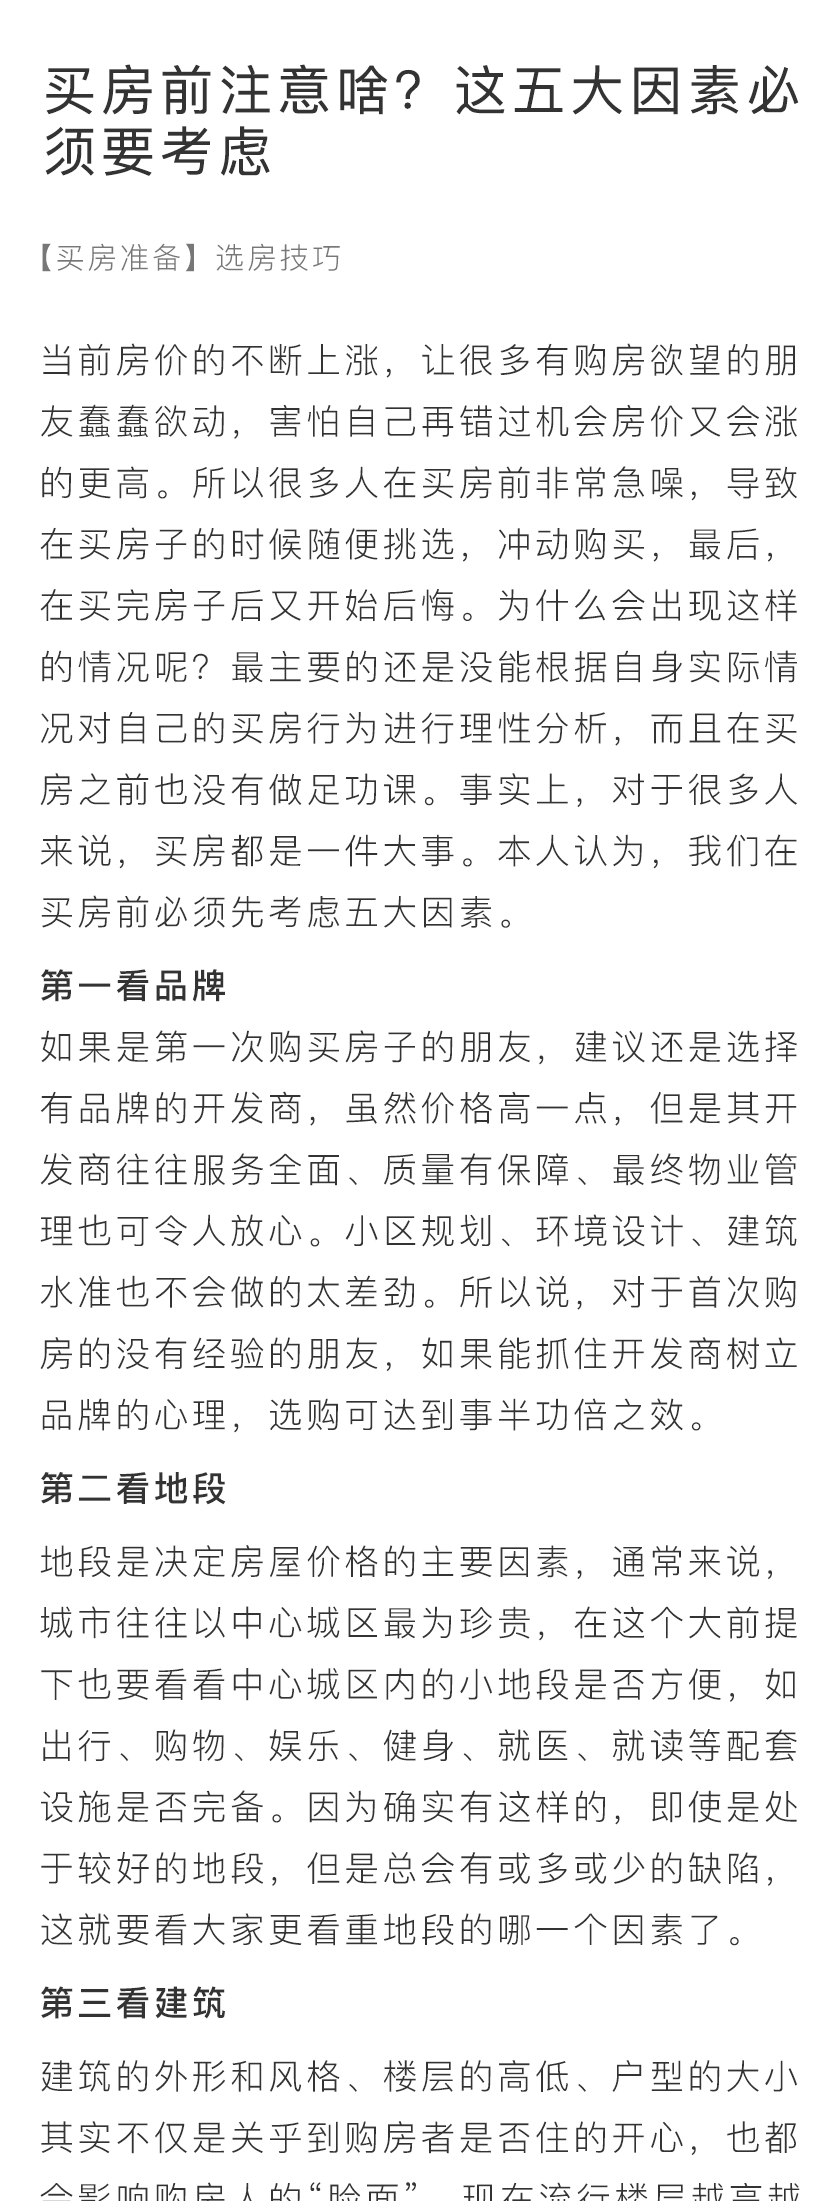 买房前注意啥？这五大因素必
须要考虑
【买房准备】选房技巧
当前房价的不断上涨，让很多有购房欲望的朋
友蠢蠢欲动，害怕自己再错过机会房价又会涨
的更高。所以很多人在买房前非常急噪，导致
在买房子的时候随便挑选，冲动购买，最后，
在买完房子后又开始后悔。为什么会出现这样
的情况呢？最主要的还是没能根据自身实际情
况对自己的买房行为进行理性分析，而且在买
房之前也没有做足功课。事实上，对于很多人
来说，买房都是一件大事。本人认为，我们在
买房前必须先考虑五大因素。
第一看品牌
如果是第一次购买房子的朋友，建议还是选择
有品牌的开发商，虽然价格高一点，但是其开
发商往往服务全面、质量有保障、最终物业管
理也可令人放心。小区规划、环境设计、建筑
水准也不会做的太差劲。所以说，对于首次购
房的没有经验的朋友，如果能抓住开发商树立
品牌的心理，选购可达到事半功倍之效。
第二看地段
地段是决定房屋价格的主要因素，通常来说，
城市往往以中心城区最为珍贵，在这个大前提
下也要看看中心城区内的小地段是否方便，如
出行、购物、娱乐、健身、就医、就读等配套
设施是否完备。因为确实有这样的，即使是处
于较好的地段，但是总会有或多或少的缺陷，
这就要看大家更看重地段的哪一个因素了。
第三看建筑
建筑的外形和风格、楼层的高低、户型的大小
其实不仅是关乎到购房者是否住的开心，也都
会影响购房人的“脸面”。现在流行楼层越高越